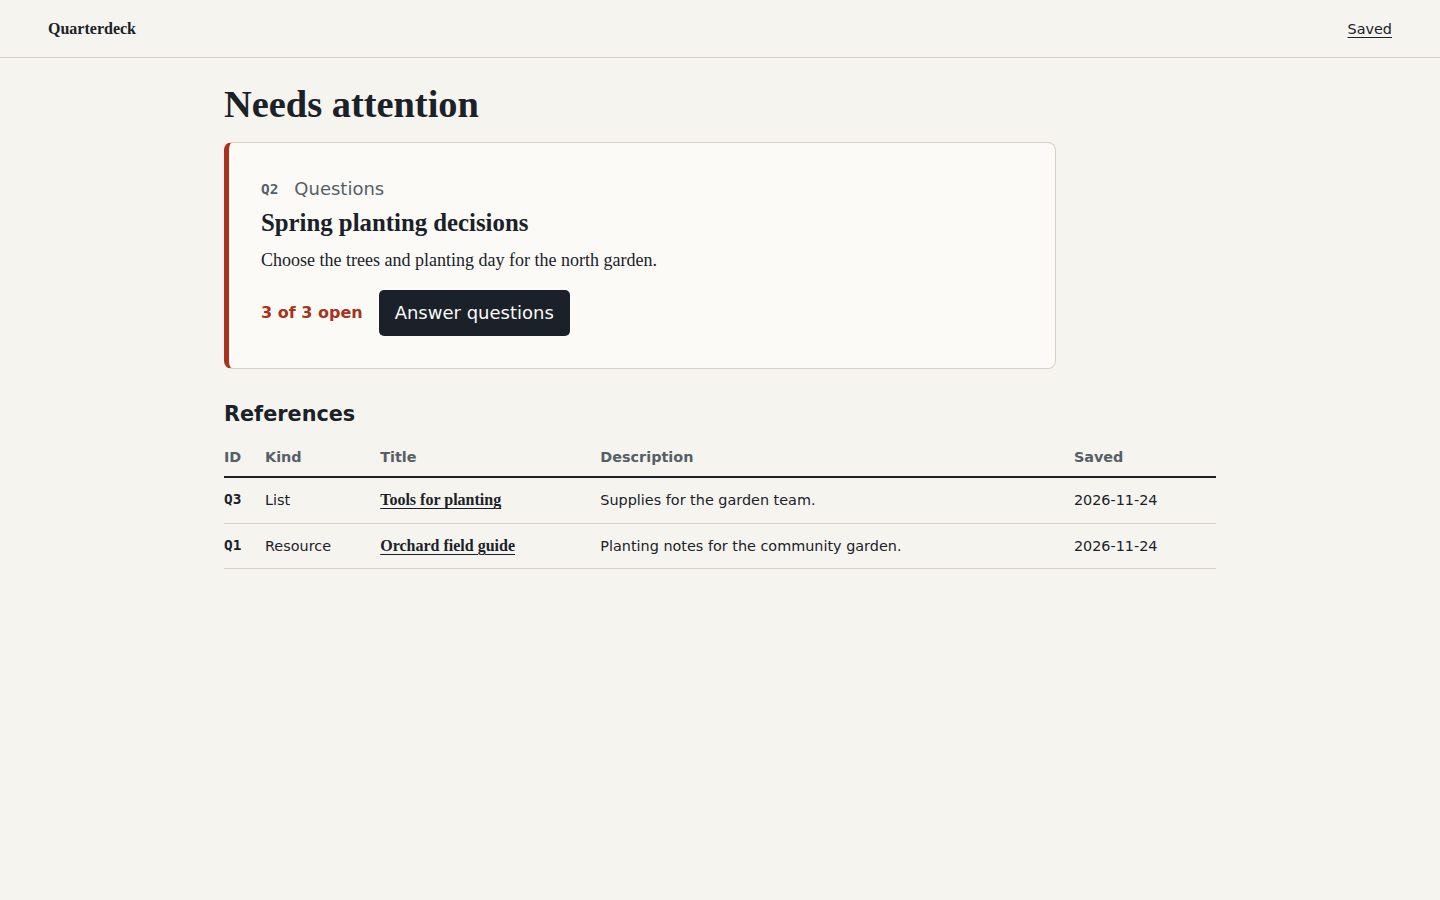 Quarterdeck Saved
Needs attention
Q2 Questions
Spring planting decisions
Choose the trees and planting day for the north garden.
3 of 3 open Answer questions
References
ID Kind Title Description Saved
Q3 List Tools for planting Supplies for the garden team. 2026-11-24
Q1 Resource Orchard field guide Planting notes for the community garden. 2026-11-24